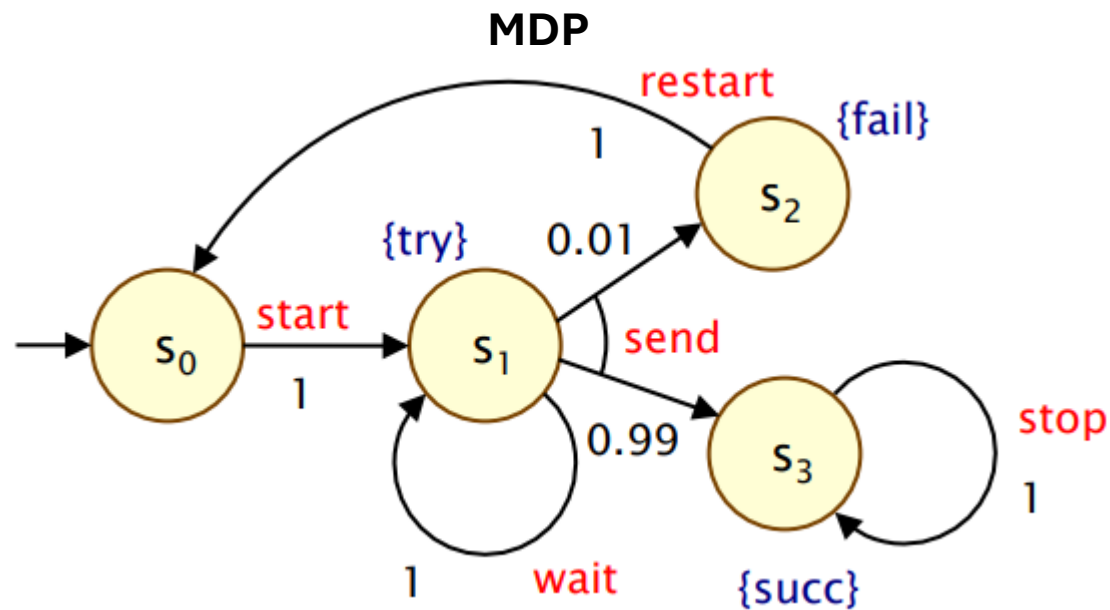 MDP
restart
1
{fail}
s2
{try}
0.01
start
1
s0
s1
send
0.99
s3
stop
1
1
wait
{succ}